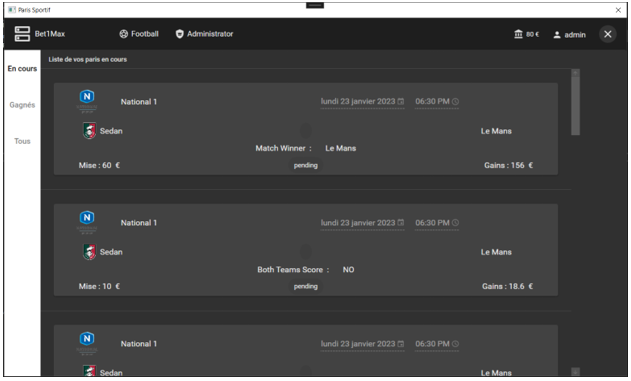 Paris Sportif
Bet1Max Football Administrator 80 € admin
Liste de vos paris en cours
En cours
Gagnés
Tous
N
National 1 lundi 23 janvier 2023 06:30 PM
Sedan Le Mans
Match Winner : Le Mans
Mise : 60 € pending Gains : 156 €
N
National 1 lundi 23 janvier 2023 06:30 PM
Sedan Le Mans
Both Teams Score : NO
Mise : 10 € pending Gains : 18.6 €
N
National 1 lundi 23 janvier 2023 06:30 PM
Sedan Le Mans